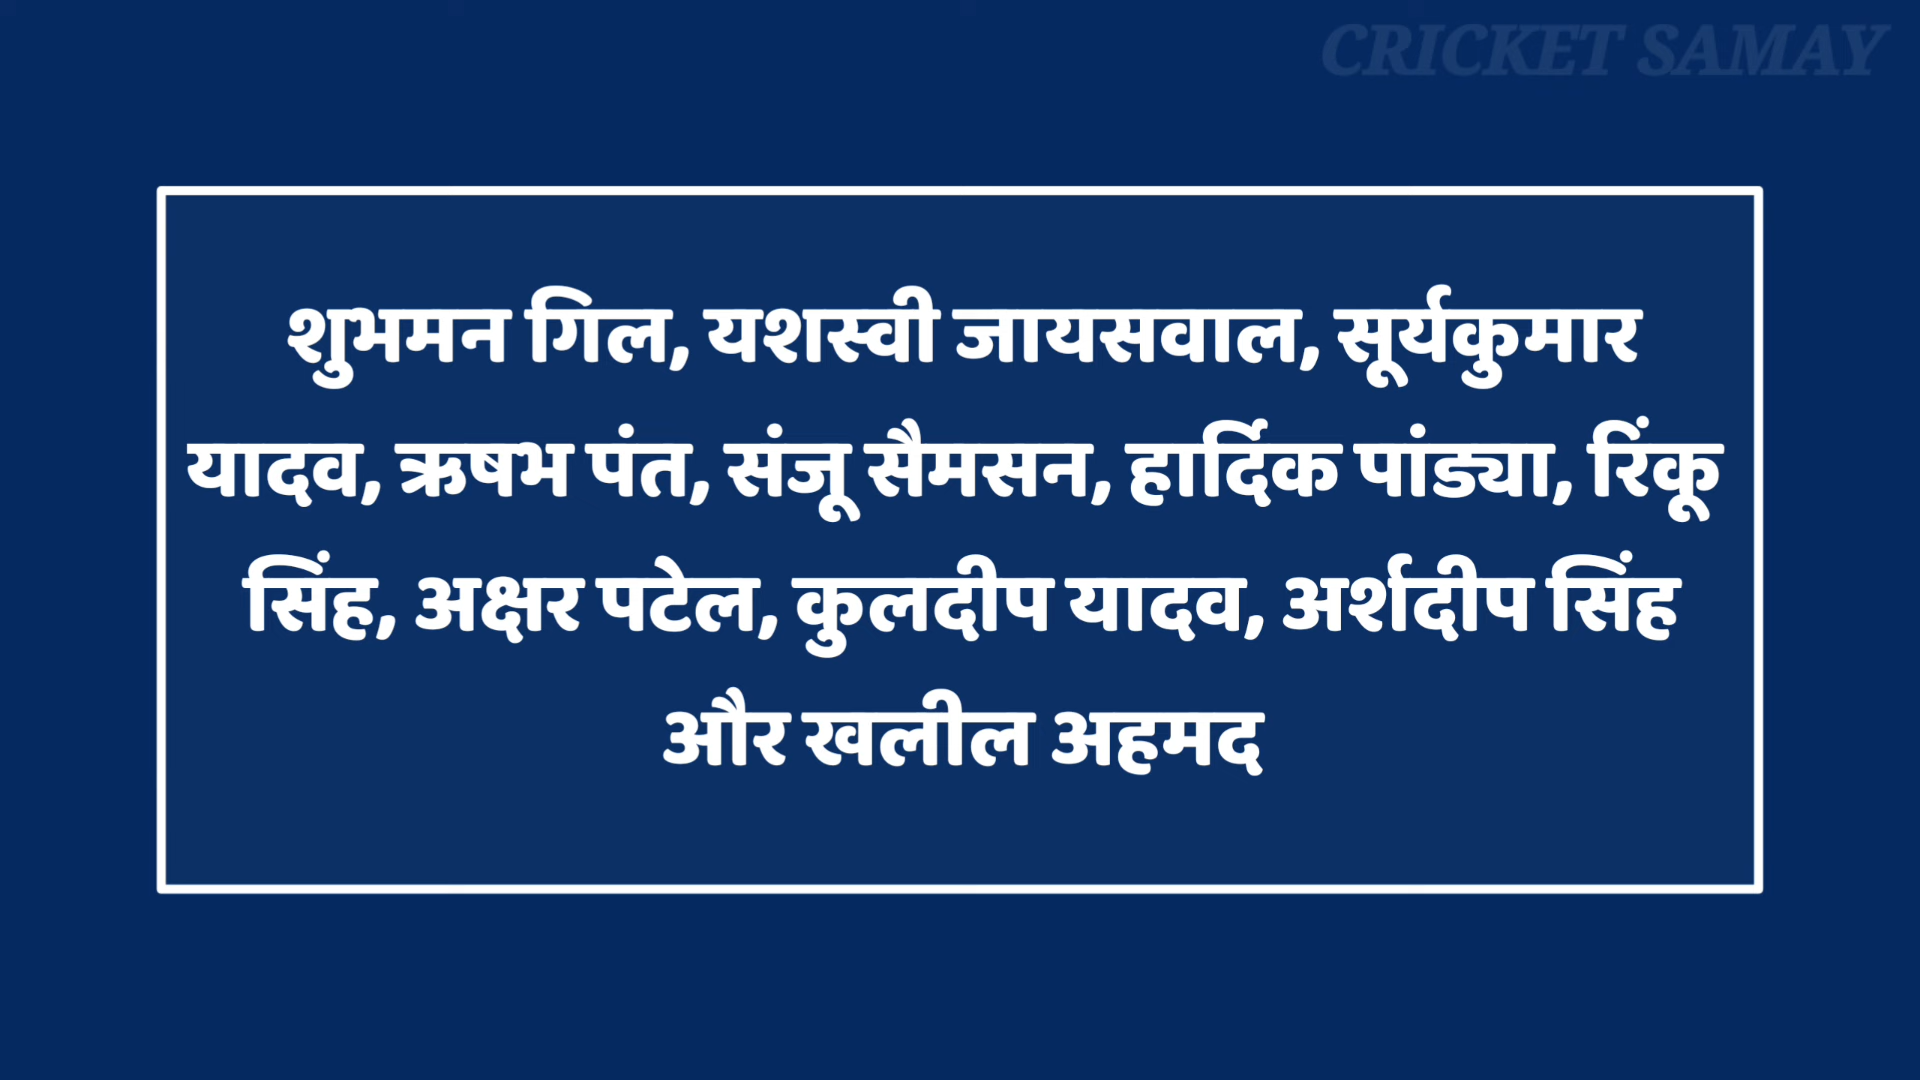 CRICKET SAMAY
शुभमन गिल, यशस्वी जायसवाल, सूर्यकुमार
यादव, ऋषभ पंत, संजू सैमसन, हार्दिक पांड्या, रिंकू
सिंह, अक्षर पटेल, कुलदीप यादव, अर्शदीप सिंह
और खलील अहमद